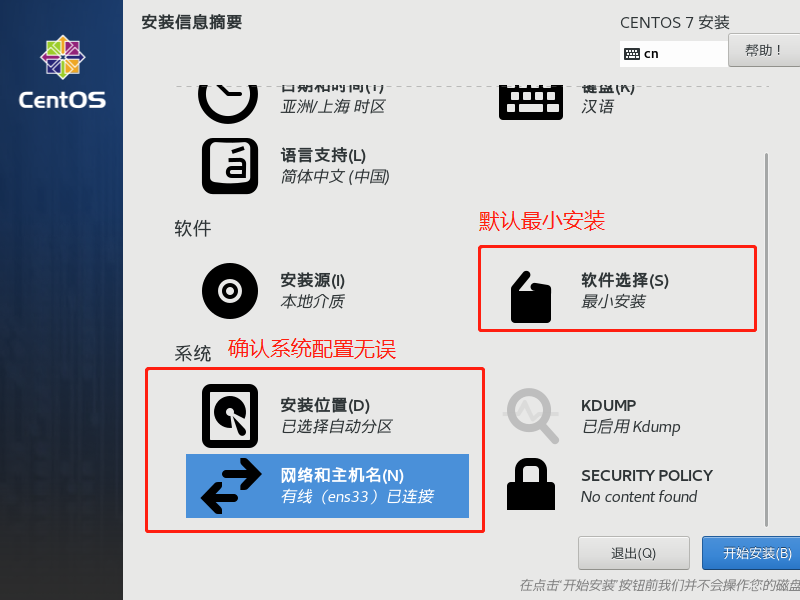 安装信息摘要
CENTOS 7 安装
cn
帮助！
CentOS
日期和时间(T)
亚洲/上海 时区
键盘(K)
汉语
语言支持(L)
简体中文 (中国)
软件
默认最小安装
安装源(I)
本地介质
软件选择(S)
最小安装
系统
确认系统配置无误
安装位置(D)
已选择自动分区
KDUMP
已启用 Kdump
网络和主机名(N)
有线（ens33）已连接
SECURITY POLICY
No content found
退出(Q)
开始安装(B)
在点击'开始安装'按钮前我们并不会操作您的磁盘